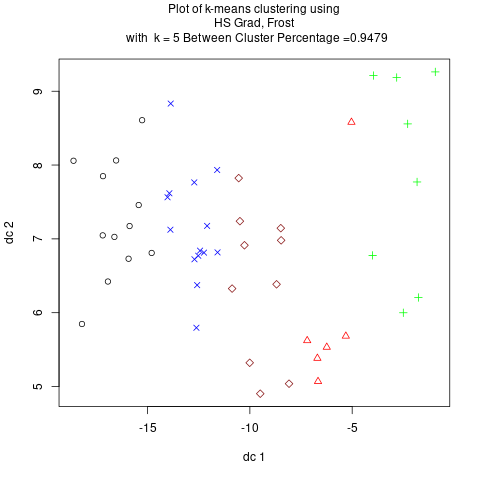 Plot of k-means clustering using
HS Grad, Frost
with  k = 5 Between Cluster Percentage =0.9479
9
8
7
6
5
dc 2
-15
-10
-5
dc 1